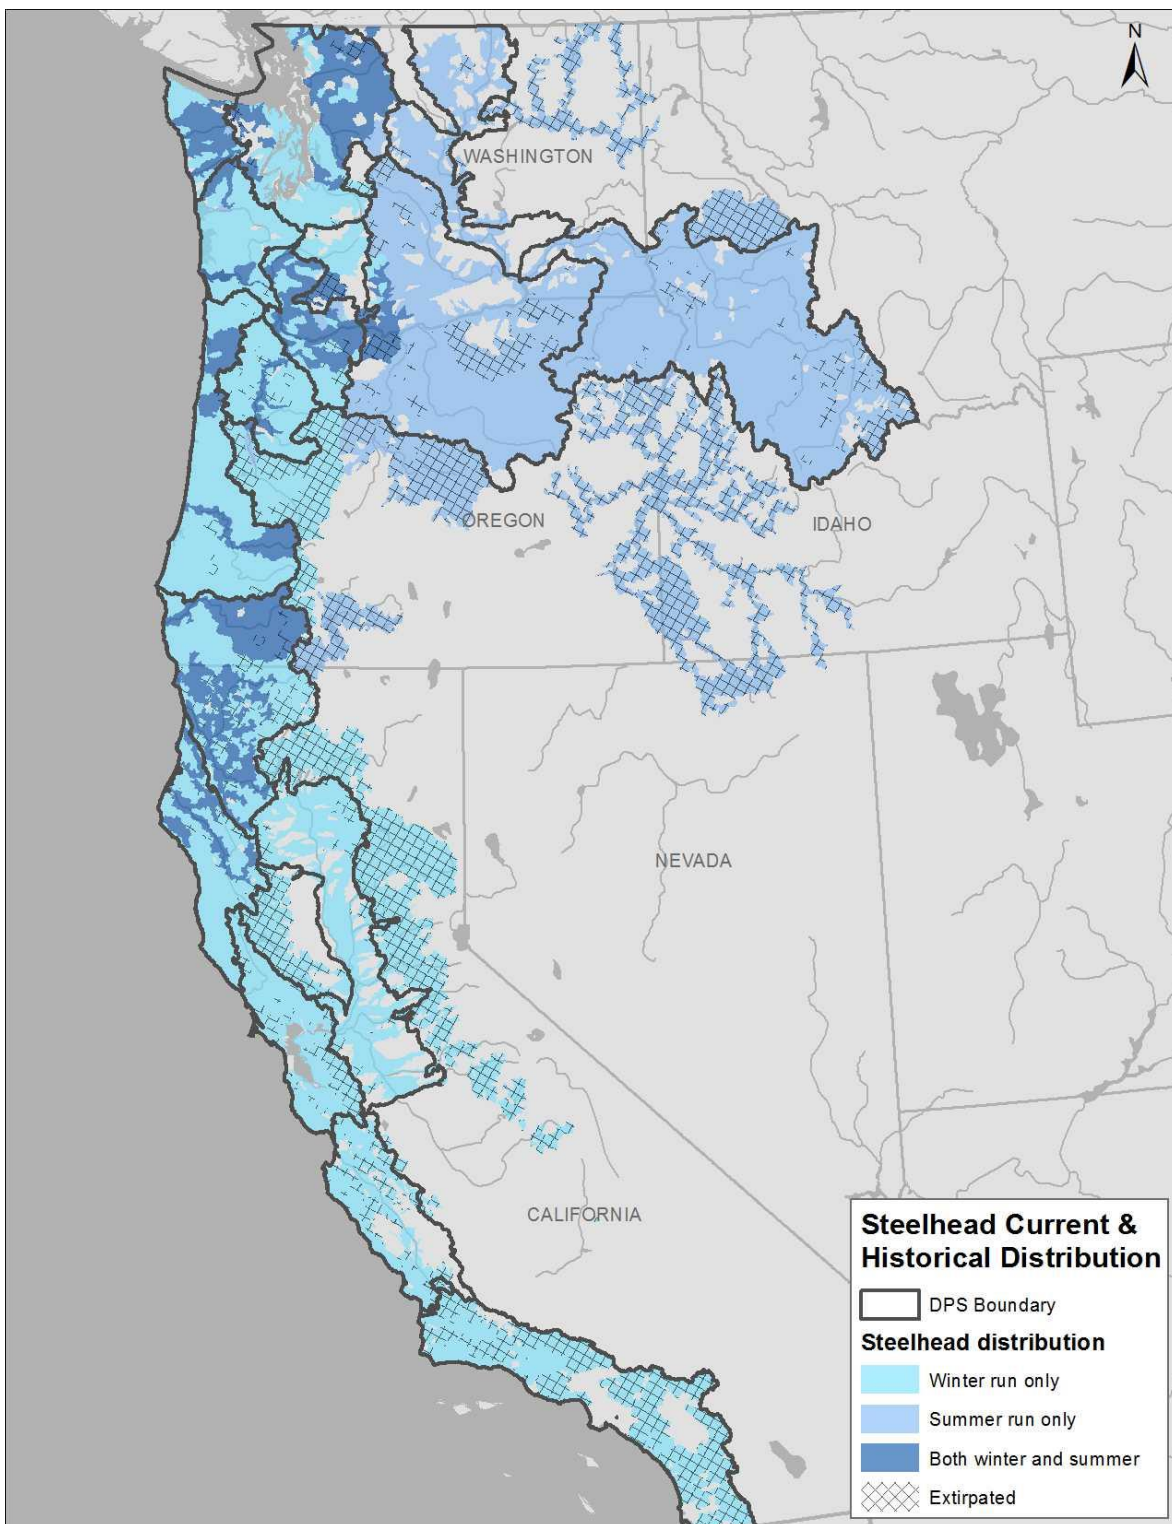 N
WASHINGTON
OREGON
IDAHO
NEVADA
CALIFORNIA
Steelhead Current &
Historical Distribution
DPS Boundary
Steelhead distribution
Winter run only
Summer run only
Both winter and summer
Extirpated